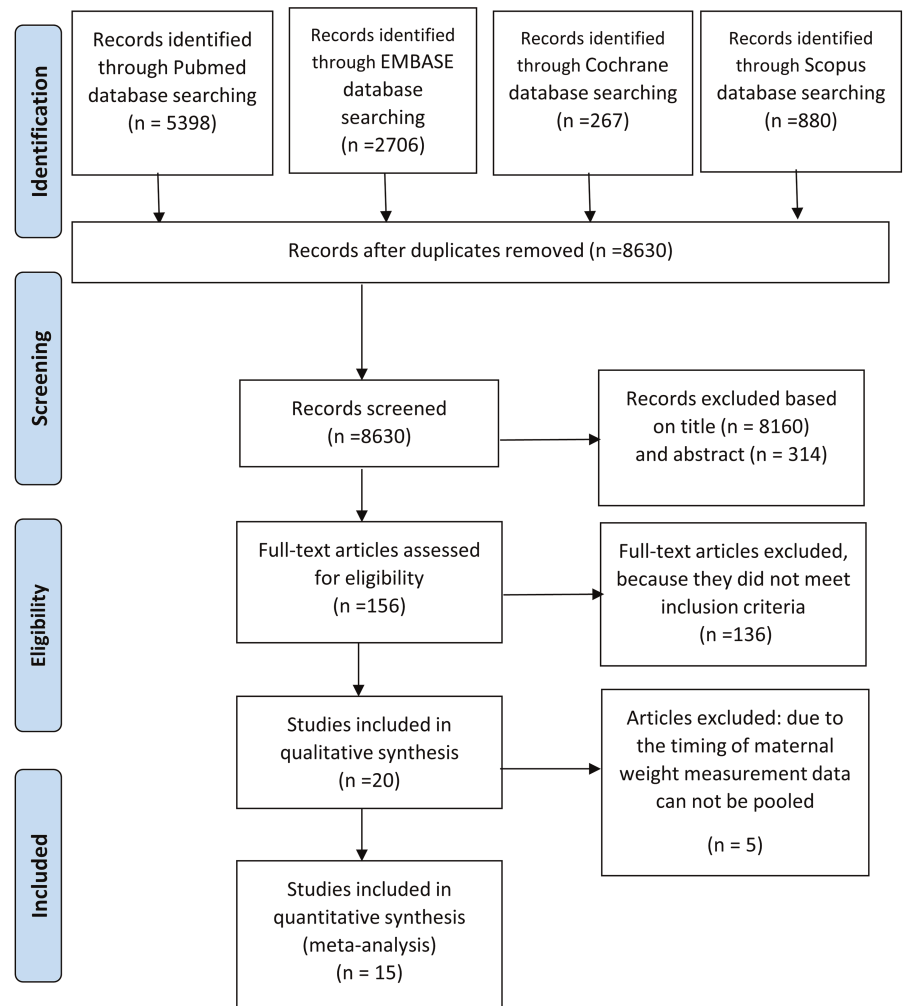 Identification
Records identified
through Pubmed
database searching
(n = 5398)
Records identified
through EMBASE
database
searching
(n =2706)
Records identified
through Cochrane
database searching
(n =267)
Records identified
through Scopus
database searching
(n =880)
Records after duplicates removed (n =8630)
Screening
Records screened
(n =8630)
Records excluded based
on title (n = 8160)
and abstract (n = 314)
Eligibility
Full-text articles assessed
for eligibility
(n =156)
Full-text articles excluded,
because they did not meet
inclusion criteria
(n =136)
Studies included in
qualitative synthesis
(n =20)
Articles excluded: due to
the timing of maternal
weight measurement data
can not be pooled
(n = 5)
Included
Studies included in
quantitative synthesis
(meta-analysis)
n = 15)